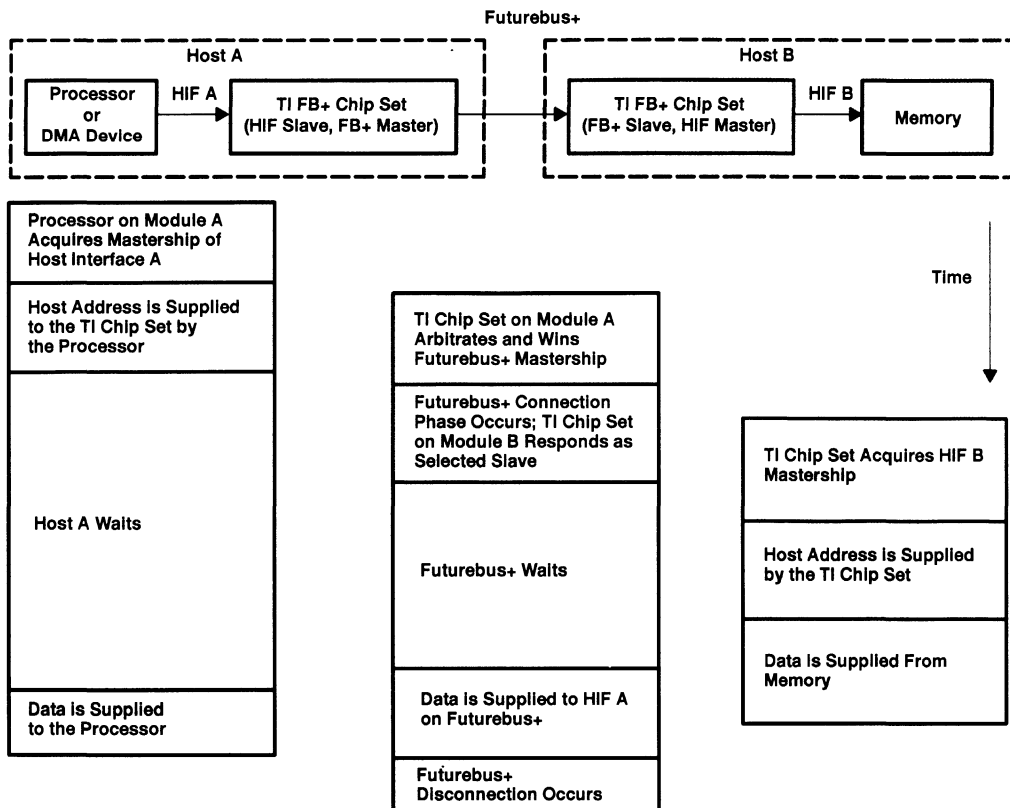 Futurebus+
Host A
Host B
Processor
or
DMA Device
HIF A
TI FB+ Chip Set
(HIF Slave, FB+ Master)
TI FB+ Chip Set
(FB+ Slave, HIF Master)
HIF B
Memory
Processor on Module A
Acquires Mastership of
Host Interface A
Host Address is Supplied
to the TI Chip Set by
the Processor
Host A Waits
Data is Supplied
to the Processor
TI Chip Set on Module A
Arbitrates and Wins
Futurebus+ Mastership
Futurebus+ Connection
Phase Occurs; TI Chip Set
on Module B Responds as
Selected Slave
Futurebus+ Waits
Data is Supplied to HIF A
on Futurebus+
Futurebus+
Disconnection Occurs
Time
TI Chip Set Acquires HIF B
Mastership
Host Address is Supplied
by the TI Chip Set
Data is Supplied From
Memory